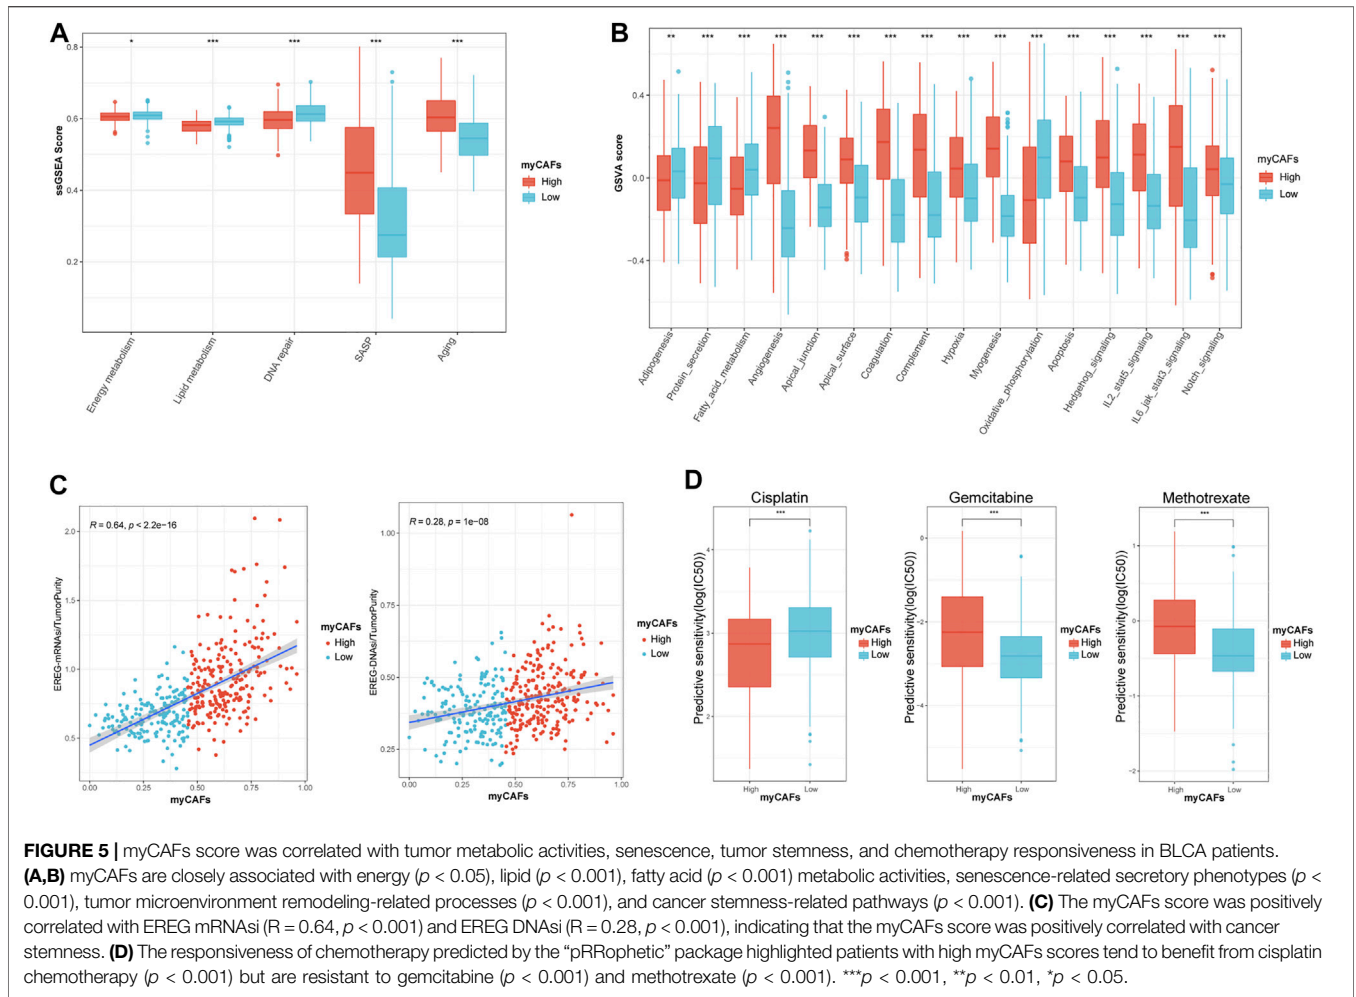 A
B
* *** *** *** ***
** *** *** *** *** *** *** *** *** *** *** *** *** *** *** ***
ssGSEA Score
0.8
0.6
0.4
0.2
myCAFs
High
Low
Energy metabolism
Lipid metabolism
DNA repair
SASP
Aging
GSVA score
0.4
0.0
−0.4
myCAFs
High
Low
Adipogenesis
Protein_secretion
Fatty_acid_metabolism
Angiogenesis
Apical_junction
Apical_surface
Coagulation
Complement
Hypoxia
Myogenesis
Oxidative_phosphorylation
Apoptosis
Hedgehog_signaling
IL2_stat5_signaling
IL6_jak_stat3_signaling
Notch_signaling
C
R = 0.64, p < 2.2e−16
EREG-mRNAs/TumorPurity
2.0
1.5
1.0
0.5
0.00 0.25 0.50 0.75 1.00
myCAFs
myCAFs
High
Low
R = 0.28, p = 1e−08
EREG-DNAs/TumorPurity
1.00
0.75
0.50
0.25
0.00 0.25 0.50 0.75 1.00
myCAFs
myCAFs
High
Low
D
Cisplatin
***
Predictive sensitivity(log(IC50))
4
3
2
High Low
myCAFs
myCAFs
High
Low
Gemcitabine
***
Predictive sensitivity(log(IC50))
0
−2
−4
High Low
myCAFs
myCAFs
High
Low
Methotrexate
***
Predictive sensitivity(log(IC50))
1
0
−1
−2
High Low
myCAFs
myCAFs
High
Low
FIGURE 5 | myCAFs score was correlated with tumor metabolic activities, senescence, tumor stemness, and chemotherapy responsiveness in BLCA patients.
(A,B) myCAFs are closely associated with energy (p < 0.05), lipid (p < 0.001), fatty acid (p < 0.001) metabolic activities, senescence-related secretory phenotypes (p <
0.001), tumor microenvironment remodeling-related processes (p < 0.001), and cancer stemness-related pathways (p < 0.001). (C) The myCAFs score was positively
correlated with EREG mRNAsi (R = 0.64, p < 0.001) and EREG DNAsi (R = 0.28, p < 0.001), indicating that the myCAFs score was positively correlated with cancer
stemness. (D) The responsiveness of chemotherapy predicted by the “pRRophetic” package highlighted patients with high myCAFs scores tend to benefit from cisplatin
chemotherapy (p < 0.001) but are resistant to gemcitabine (p < 0.001) and methotrexate (p < 0.001). ***p < 0.001, **p < 0.01, *p < 0.05.